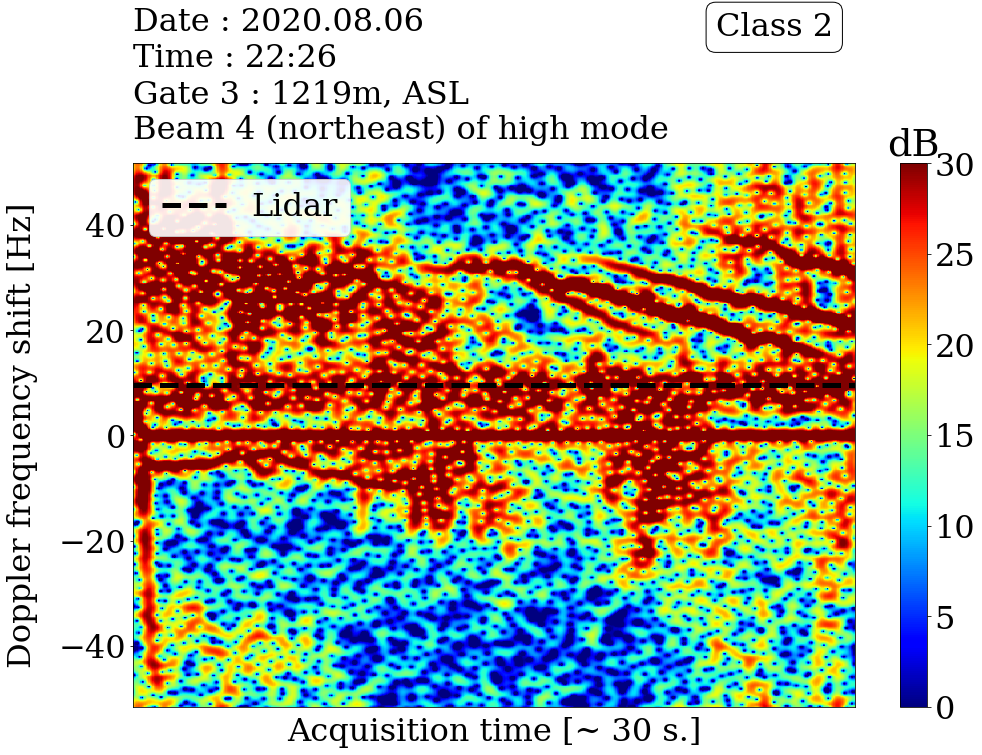 Date : 2020.08.06
Time : 22:26
Gate 3 : 1219m, ASL
Beam 4 (northeast) of high mode
Class 2
dB
Lidar
Doppler frequency shift [Hz]
40
20
0
−20
−40
30
25
20
15
10
5
0
Acquisition time [~ 30 s.]